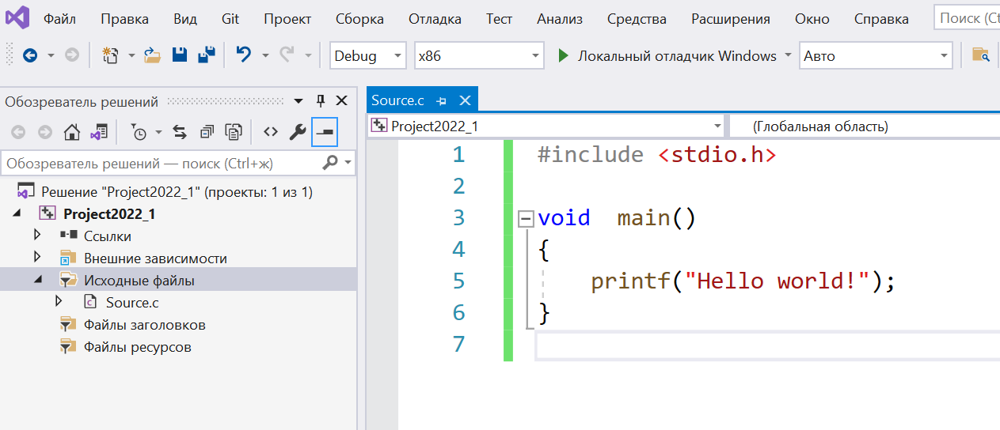 Файл Правка Вид Git Проект Сборка Отладка Тест Анализ Средства Расширения Окно Справка Поиск (Ct
Debug x86 Локальный отладчик Windows Авто
Обозреватель решений
Обозреватель решений — поиск (Ctrl+ж)
Решение "Project2022_1" (проекты: 1 из 1)
Project2022_1
Ссылки
Внешние зависимости
Исходные файлы
Source.c
Файлы заголовков
Файлы ресурсов
Source.c
Project2022_1 (Глобальная область)
1 #include <stdio.h>
2
3 void main()
4 {
5 printf("Hello world!");
6 }
7